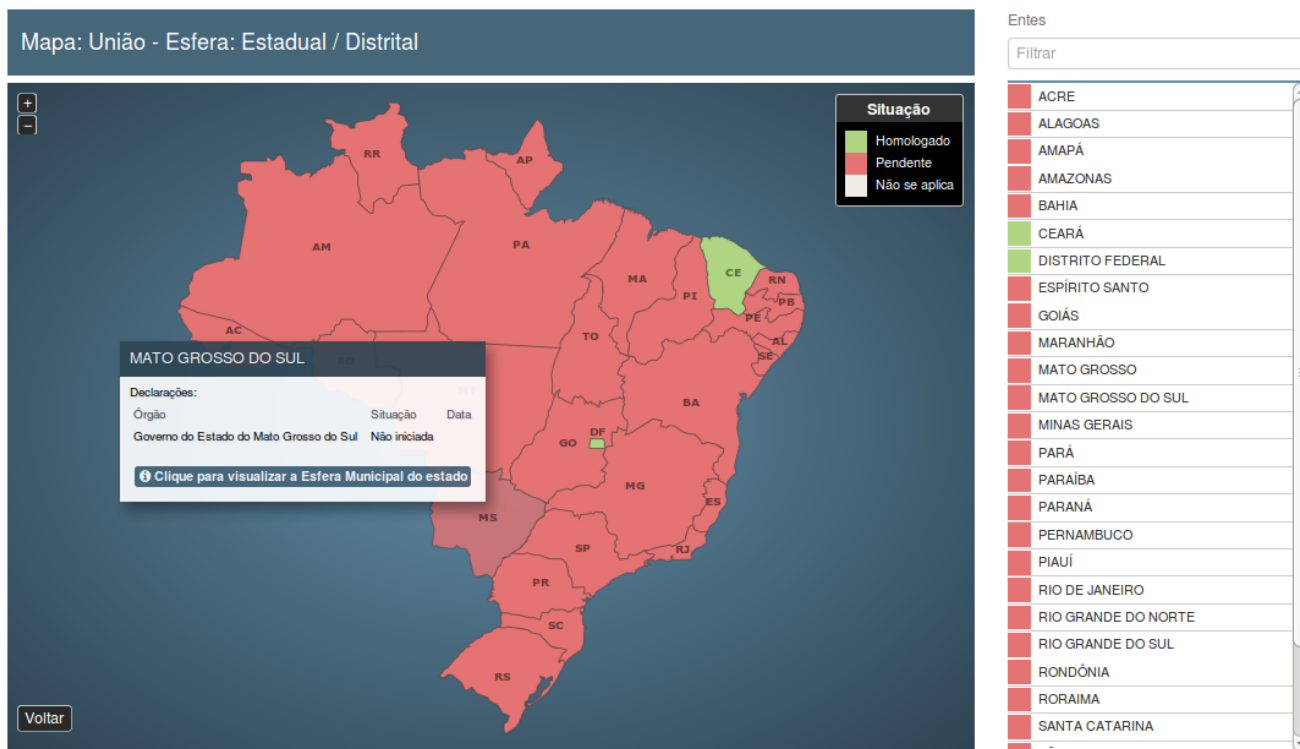 Mapa: União - Esfera: Estadual / Distrital
+
−
Situação
Homologado
Pendente
Não se aplica
RR
AP
AM
PA
MA
CE
RN
PI
PB
PE
AC
TO
AL
SE
RO
MT
BA
DF
GO
MG
ES
MS
SP
RJ
PR
SC
RS
MATO GROSSO DO SUL
Declarações:
Órgão Situação Data
Governo do Estado do Mato Grosso do Sul Não iniciada
Clique para visualizar a Esfera Municipal do estado
Voltar
Entes
Filtrar
ACRE
ALAGOAS
AMAPÁ
AMAZONAS
BAHIA
CEARÁ
DISTRITO FEDERAL
ESPÍRITO SANTO
GOIÁS
MARANHÃO
MATO GROSSO
MATO GROSSO DO SUL
MINAS GERAIS
PARÁ
PARAÍBA
PARANÁ
PERNAMBUCO
PIAUÍ
RIO DE JANEIRO
RIO GRANDE DO NORTE
RIO GRANDE DO SUL
RONDÔNIA
RORAIMA
SANTA CATARINA